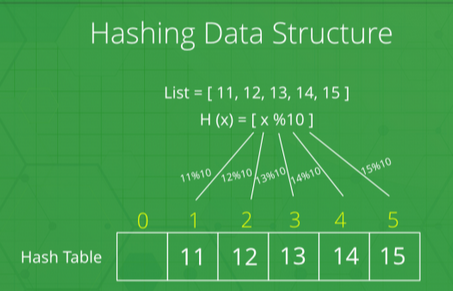 Hashing Data Structure
List = [ 11, 12, 13, 14, 15 ]
H (x) = [ x %10 ]
11%10 12%10 13%10 14%10 15%10
0 1 2 3 4 5
Hash Table 11 12 13 14 15